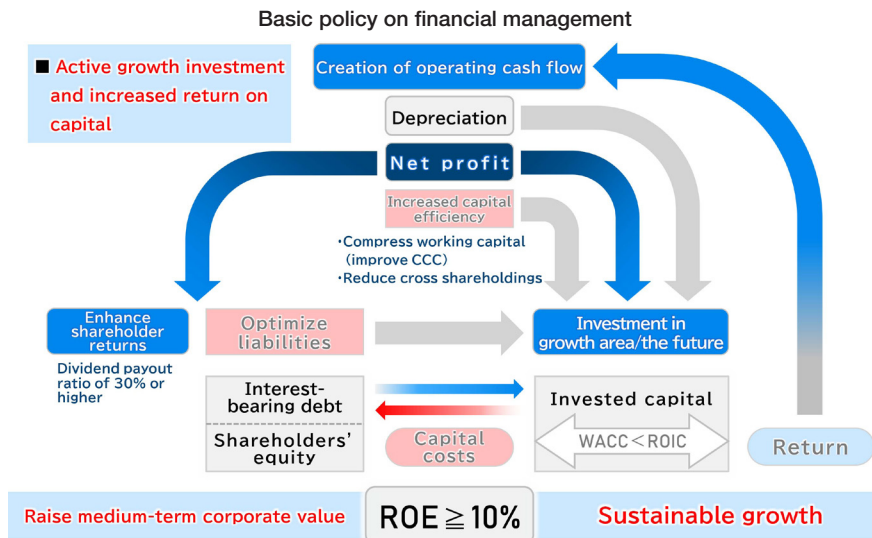 Basic policy on financial management
■ Active growth investment
and increased return on
capital
Creation of operating cash flow
Depreciation
Net profit
Increased capital
efficiency
・Compress working capital
(improve CCC)
・Reduce cross shareholdings
Enhance
shareholder
returns
Dividend payout
ratio of 30% or
higher
Optimize
liabilities
Investment in
growth area/the future
Interest-
bearing debt
Shareholders'
equity
Capital
costs
Invested capital
WACC<ROIC
Return
Raise medium-term corporate value
ROE≧10%
Sustainable growth